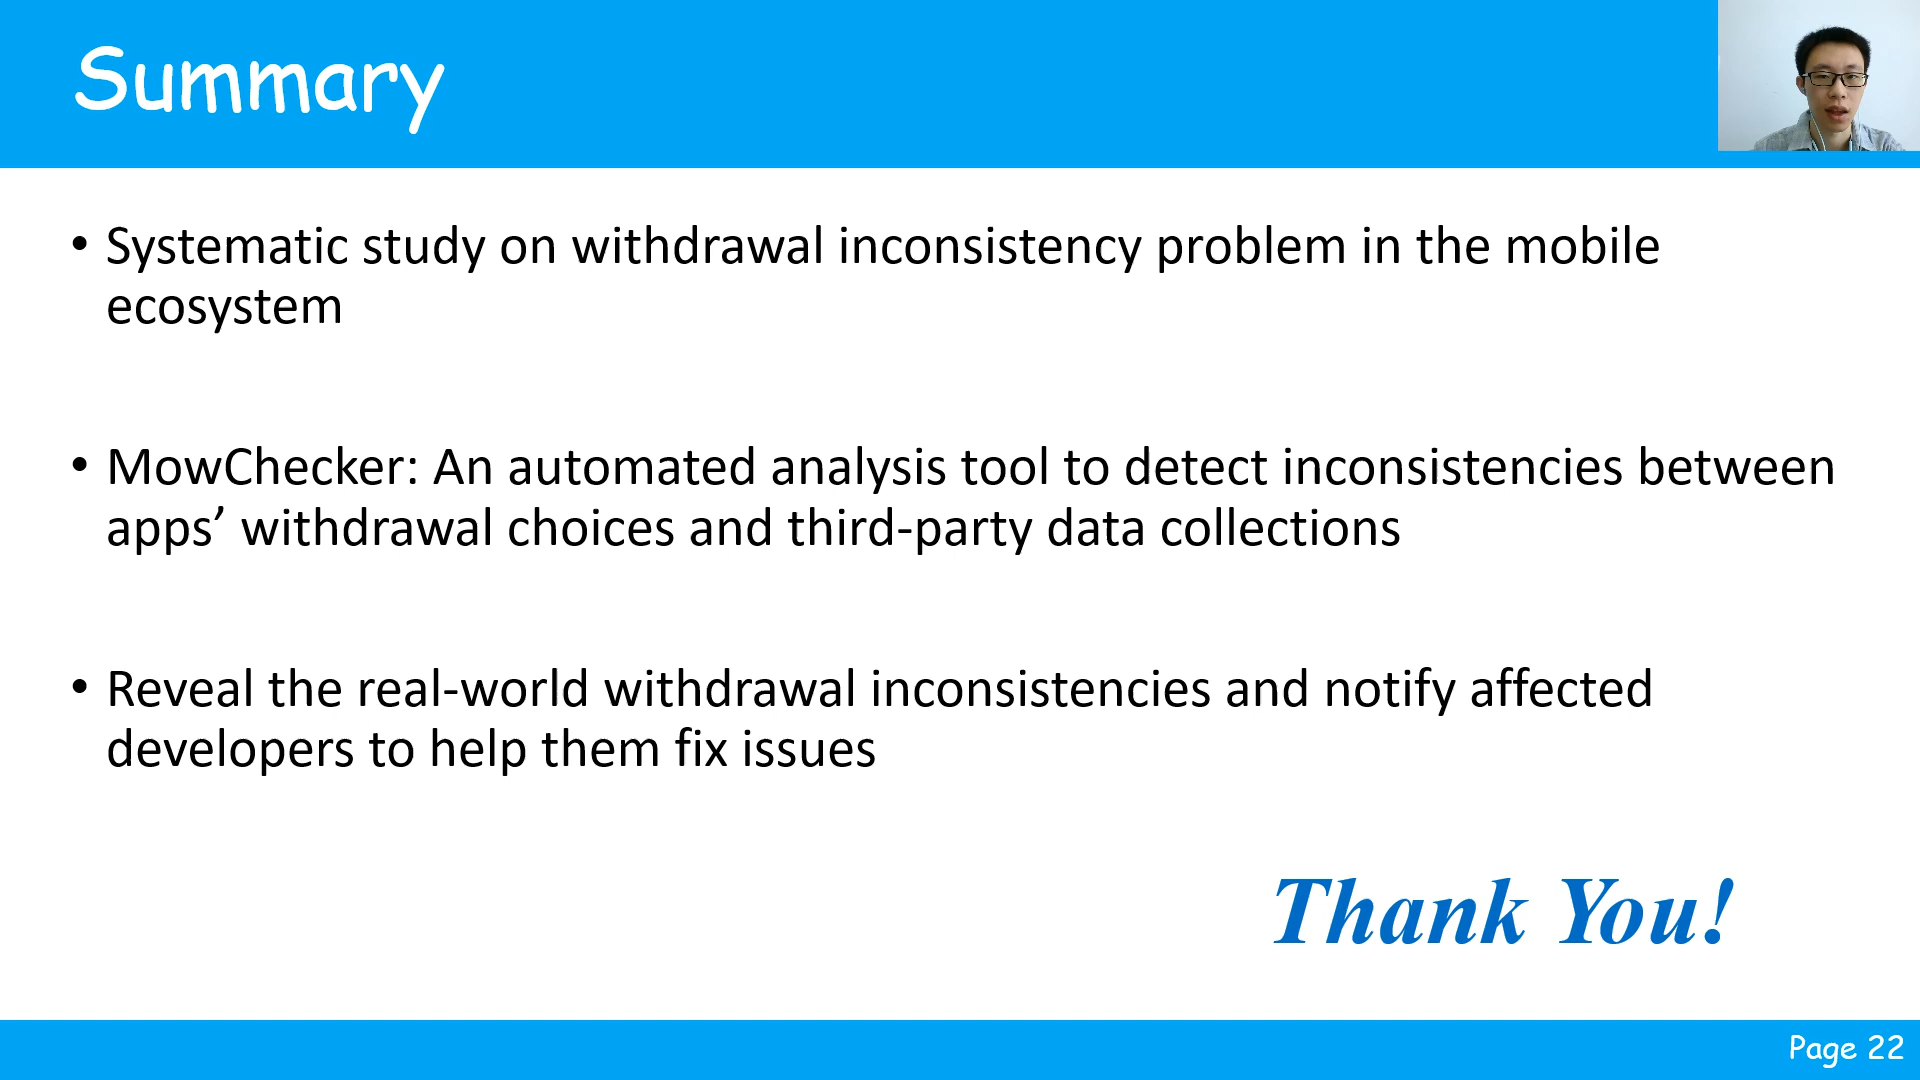 Summary
• Systematic study on withdrawal inconsistency problem in the mobile
ecosystem
• MowChecker: An automated analysis tool to detect inconsistencies between
apps’ withdrawal choices and third-party data collections
• Reveal the real-world withdrawal inconsistencies and notify affected
developers to help them fix issues
Thank You!
Page 22